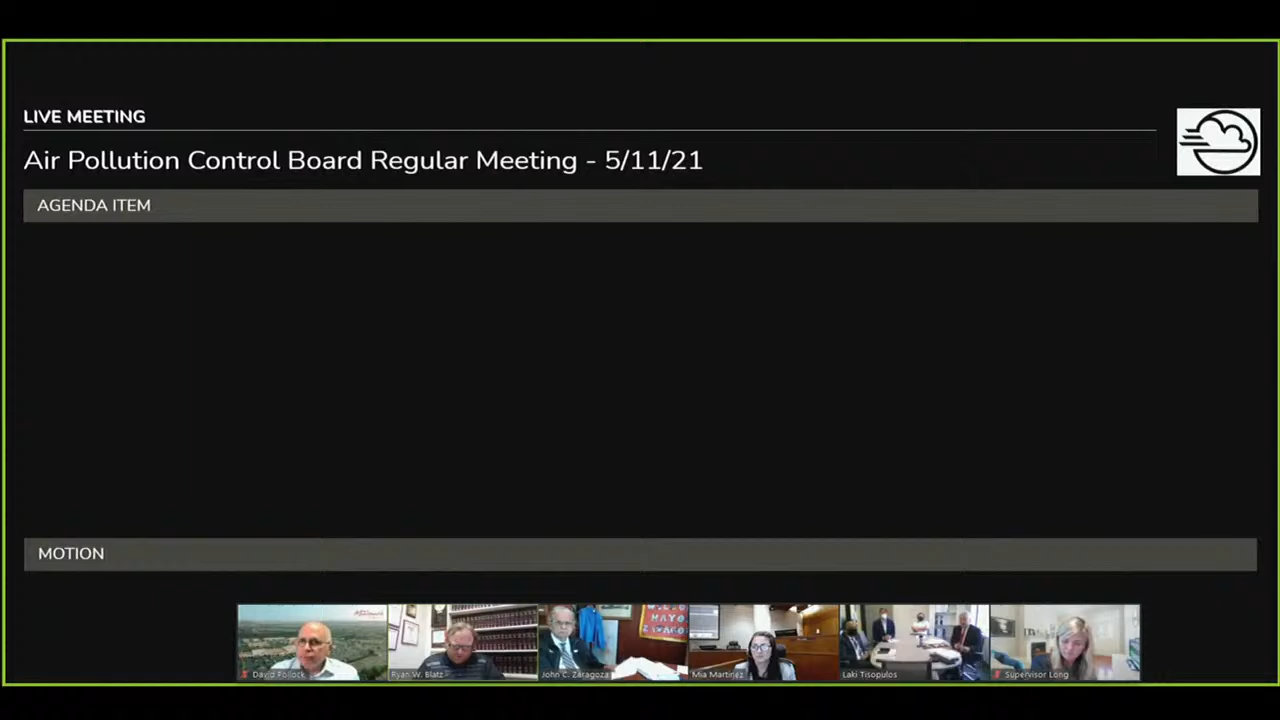 LIVE MEETING
Air Pollution Control Board Regular Meeting - 5/11/21
AGENDA ITEM
MOTION
David Pollock
Ryan W. Blatz
John C. Zaragoza
Mia Martinez
Laki Tisopulos
Supervisor Long